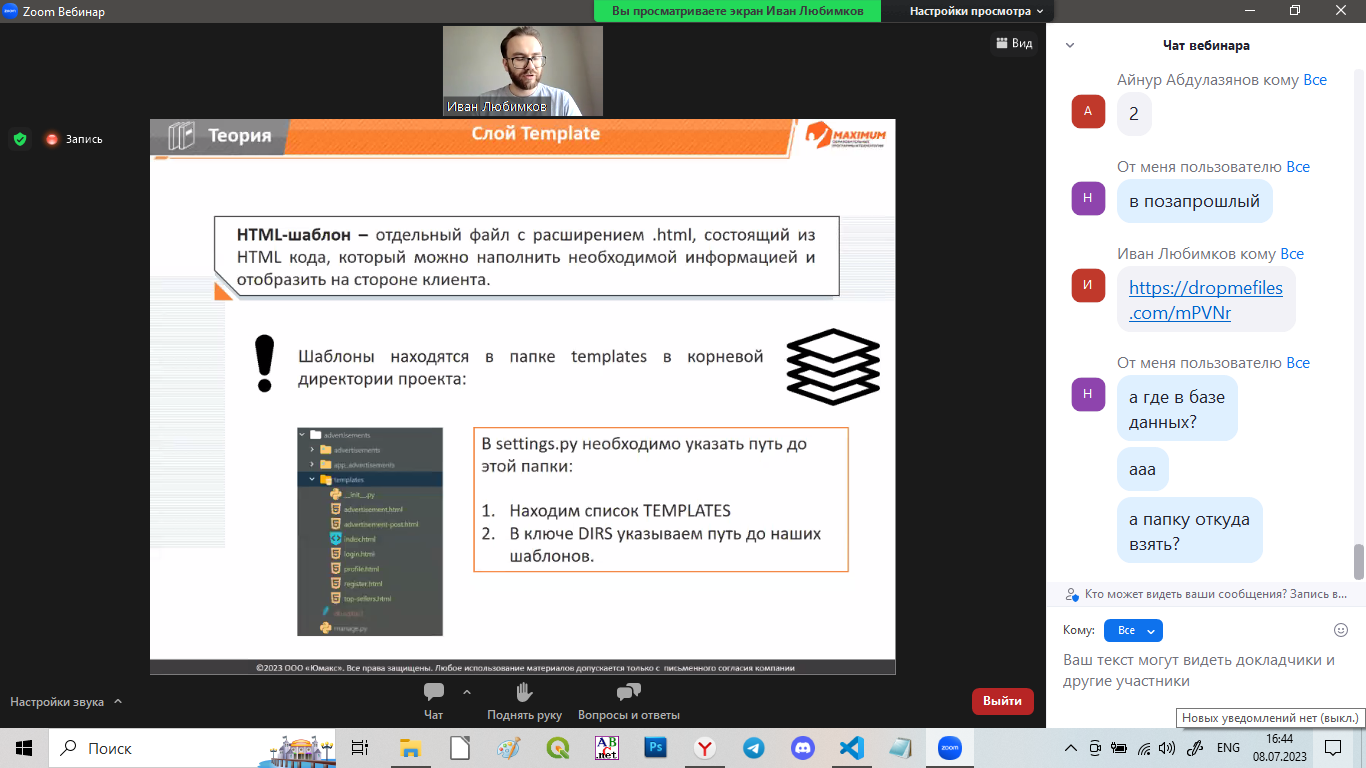 Zoom Вебинар
Вы просматриваете экран Иван Любимков
Настройки просмотра
Вид
Иван Любимков
Запись
Теория
Слой Template
MAXIMUM
HTML-шаблон – отдельный файл с расширением .html, состоящий из
HTML кода, который можно наполнить необходимой информацией и
отобразить на стороне клиента.
Шаблоны находятся в папке templates в корневой
директории проекта:
advertisements
advertisements
app_advertisements
templates
__init__.py
advertisement.html
advertisement-post.html
index.html
login.html
profile.html
register.html
top-sellers.html
manage.py
В settings.py необходимо указать путь до
этой папки:
1. Находим список TEMPLATES
2. В ключе DIRS указываем путь до наших
шаблонов.
©2023 ООО «Юмакс». Все права защищены. Любое использование материалов допускается только с письменного согласия компании
Настройки звука
Чат
Поднять руку
Вопросы и ответы
Выйти
Чат вебинара
Айнур Абдулазянов кому Все
А
2
От меня пользователю Все
Н
в позапрошлый
Иван Любимков кому Все
И
https://dropmefiles
.com/mPVNr
От меня пользователю Все
Н
а где в базе
данных?
ааа
а папку откуда
взять?
Кто может видеть ваши сообщения? Запись в...
Кому:
Все
Ваш текст могут видеть докладчики и
другие участники
Новых уведомлений нет (выкл.)
Поиск
ABC
.net
Ps
Y
zoom
ENG
16:44
08.07.2023